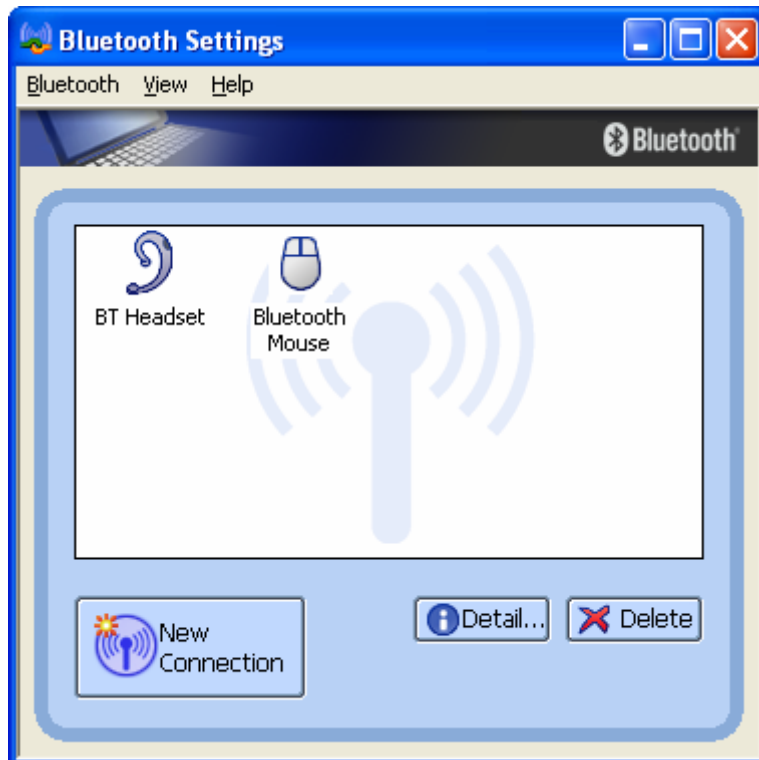 Bluetooth Settings
Bluetooth View Help
Bluetooth
BT Headset
Bluetooth
Mouse
New
Connection
Detail...
Delete